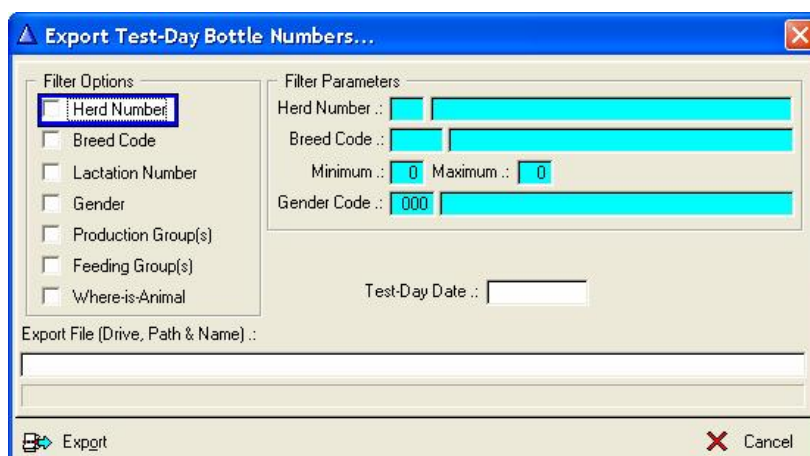 Export Test-Day Bottle Numbers...
Filter Options
Herd Number
Breed Code
Lactation Number
Gender
Production Group(s)
Feeding Group(s)
Where-is-Animal
Filter Parameters
Herd Number .:
Breed Code .:
Minimum .: 0 Maximum .: 0
Gender Code .: 000
Test-Day Date .:
Export File (Drive, Path & Name) .:
Export Cancel